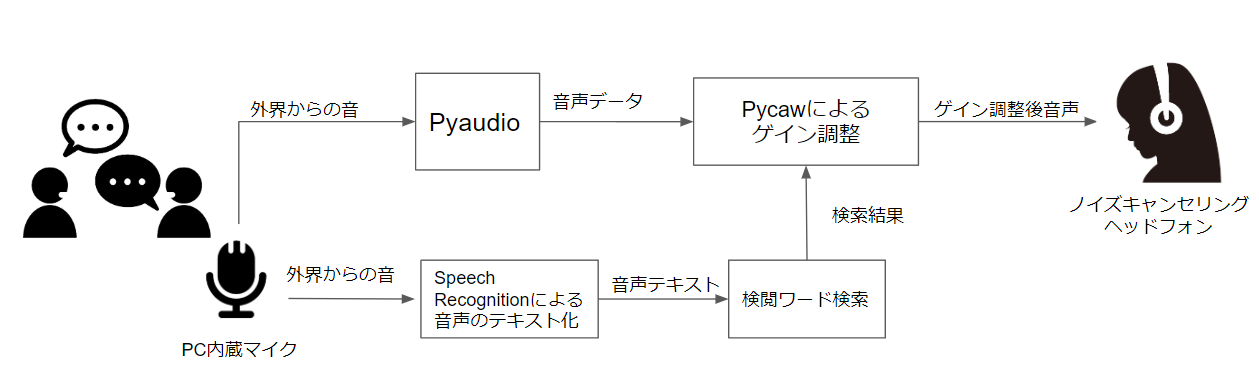 外界からの音
Pyaudio
音声データ
Pycawによる
ゲイン調整
ゲイン調整後音声
ノイズキャンセリング
ヘッドフォン
検索結果
外界からの音
Speech
Recognitionによる
音声のテキスト化
音声テキスト
検閲ワード検索
PC内蔵マイク